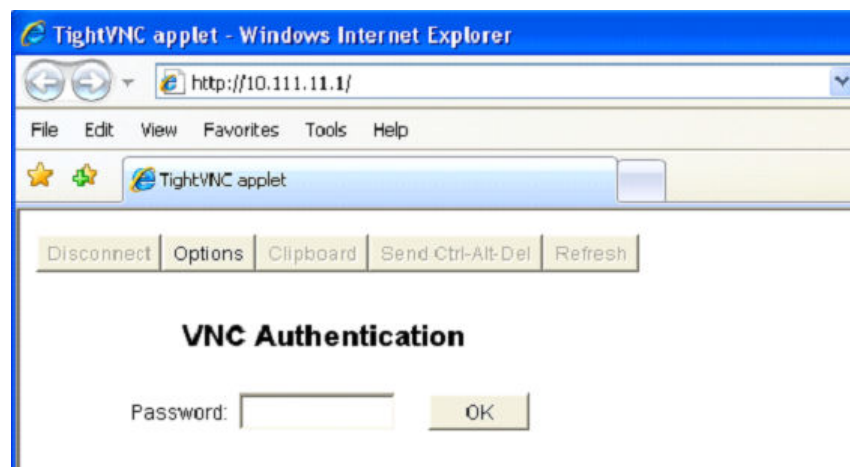 TightVNC applet - Windows Internet Explorer
http://10.111.11.1/
File Edit View Favorites Tools Help
TightVNC applet
Disconnect Options Clipboard Send Ctrl-Alt-Del Refresh
VNC Authentication
Password: OK